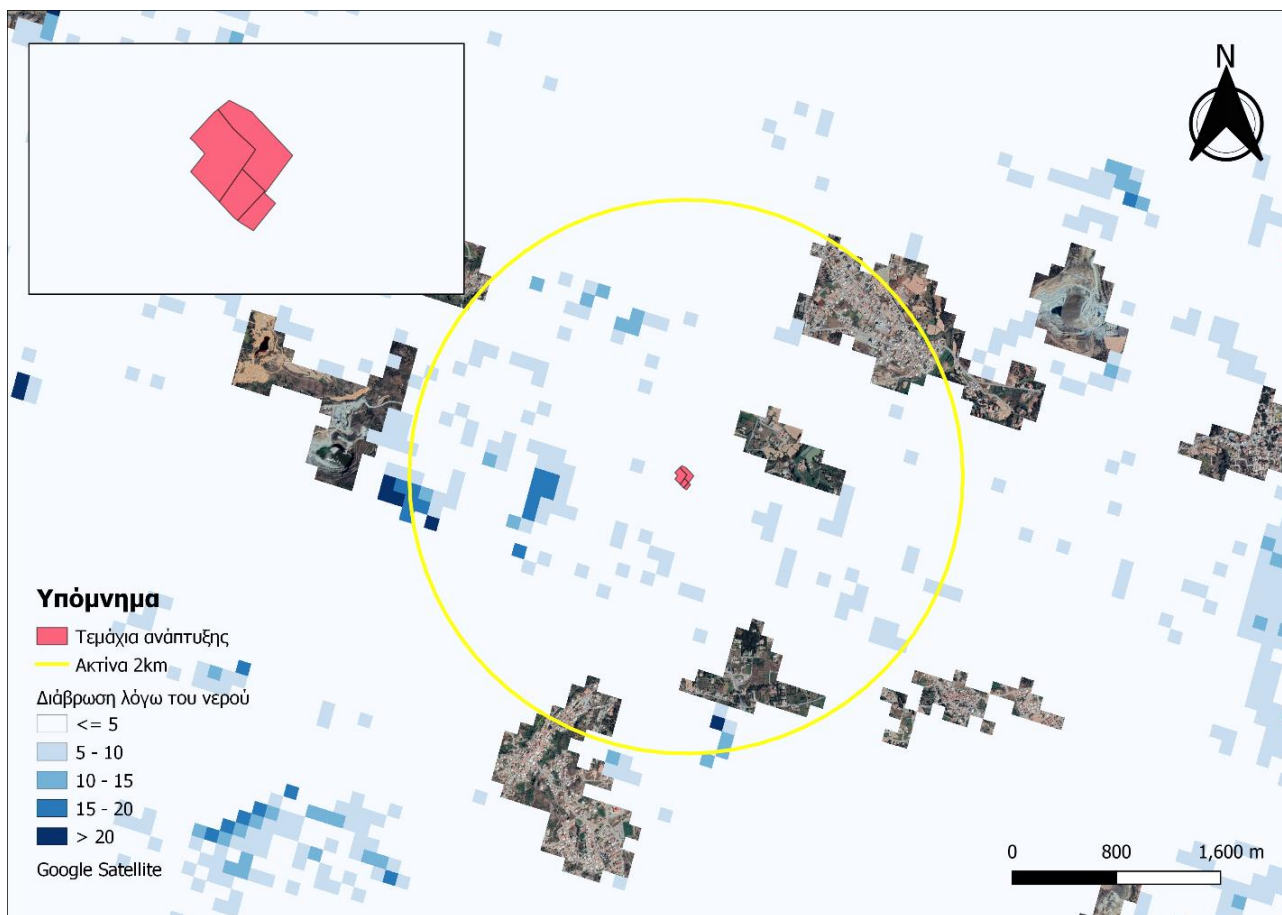 N
Υπόμνημα
Τεμάχια ανάπτυξης
Ακτίνα 2km
Διάβρωση λόγω του νερού
<= 5
5 - 10
10 - 15
15 - 20
> 20
Google Satellite
0 800 1,600 m